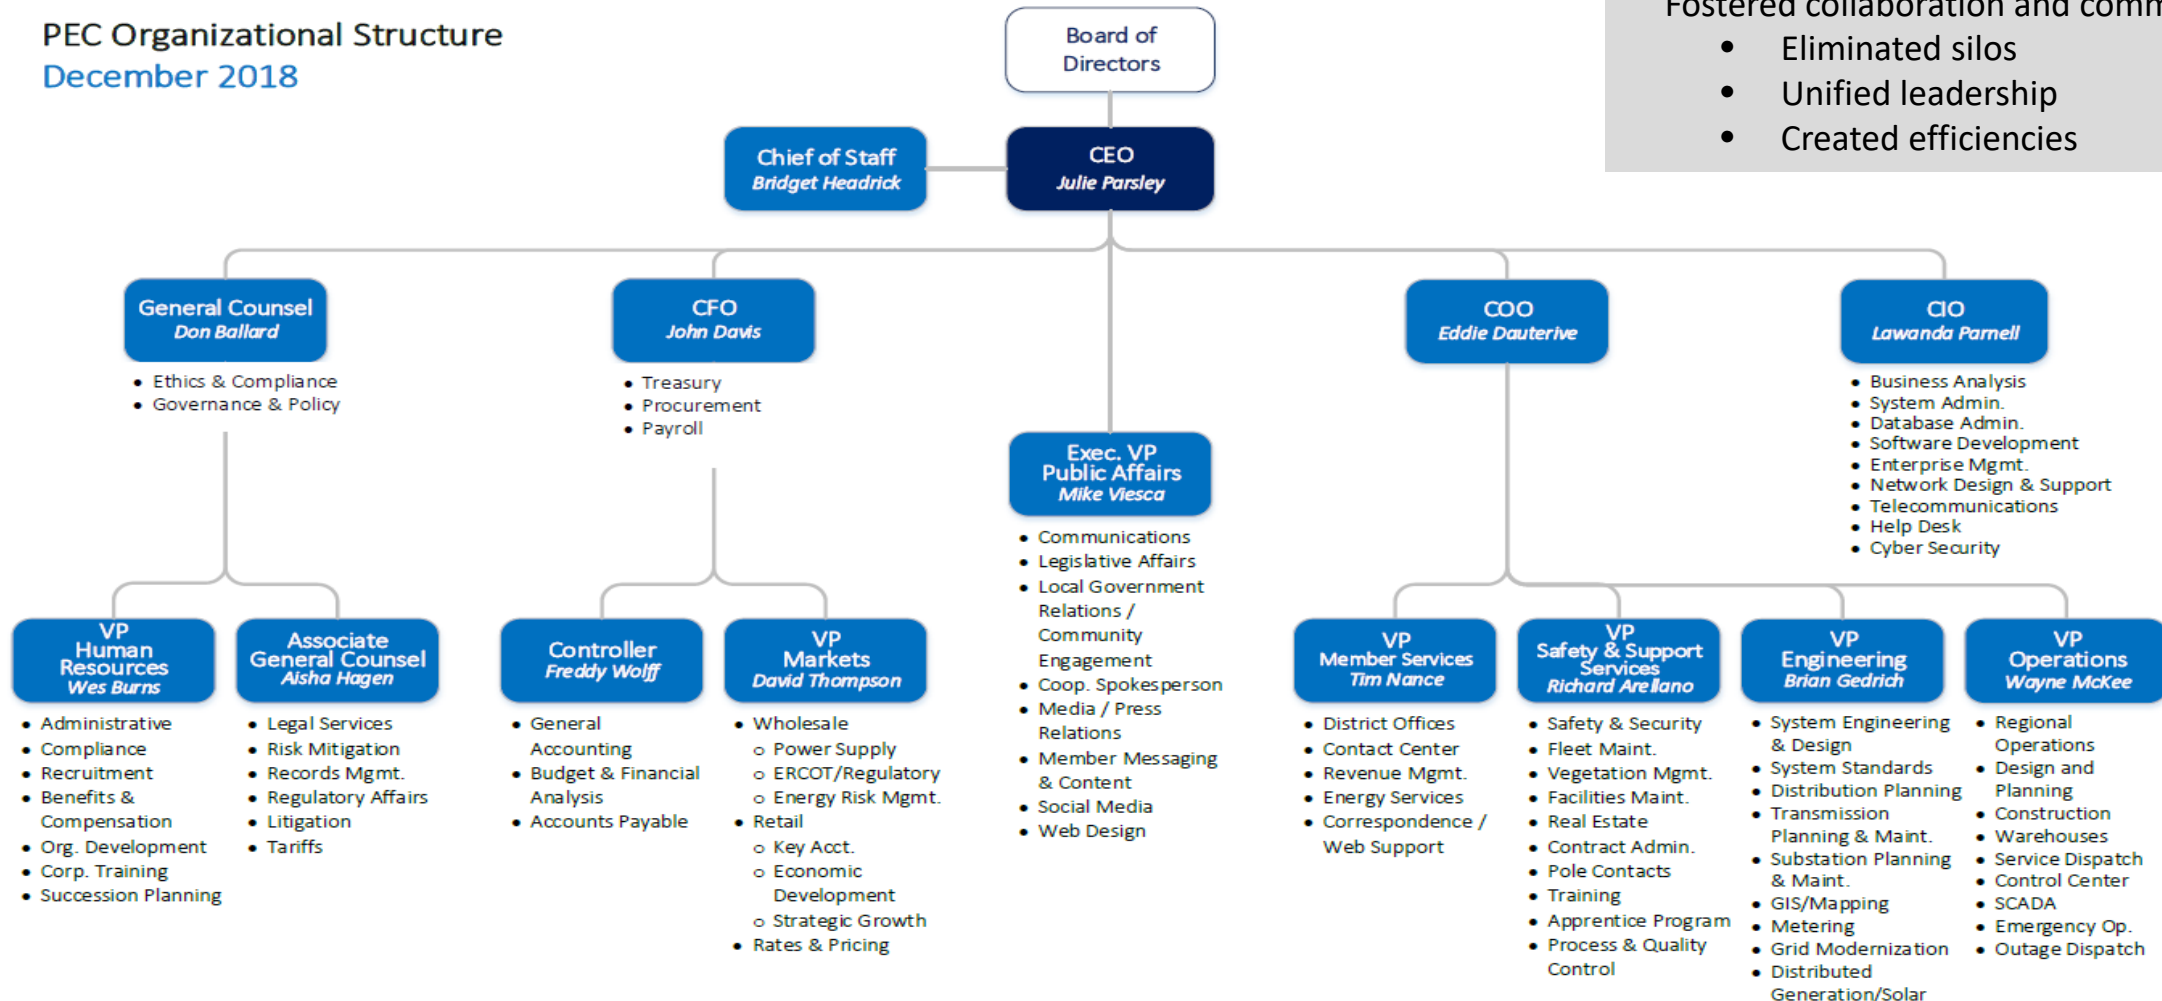 PEC Organizational Structure
December 2018
Fostered collaboration and comm
• Eliminated silos
• Unified leadership
• Created efficiencies
Board of
Directors
Chief of Staff
Bridget Headrick
CEO
Julie Parsley
General Counsel
Don Ballard
• Ethics & Compliance
• Governance & Policy
CFO
John Davis
• Treasury
• Procurement
• Payroll
Exec. VP
Public Affairs
Mike Viesca
• Communications
• Legislative Affairs
• Local Government
Relations /
Community
Engagement
• Coop. Spokesperson
• Media / Press
Relations
• Member Messaging
& Content
• Social Media
• Web Design
COO
Eddie Dauterive
CIO
Lawanda Parnell
• Business Analysis
• System Admin.
• Database Admin.
• Software Development
• Enterprise Mgmt.
• Network Design & Support
• Telecommunications
• Help Desk
• Cyber Security
VP
Human
Resources
Wes Burns
• Administrative
• Compliance
• Recruitment
• Benefits &
Compensation
• Org. Development
• Corp. Training
• Succession Planning
Associate
General Counsel
Aisha Hagen
• Legal Services
• Risk Mitigation
• Records Mgmt.
• Regulatory Affairs
• Litigation
• Tariffs
Controller
Freddy Wolff
• General
Accounting
• Budget & Financial
Analysis
• Accounts Payable
VP
Markets
David Thompson
• Wholesale
o Power Supply
o ERCOT/Regulatory
o Energy Risk Mgmt.
• Retail
o Key Acct.
o Economic
Development
o Strategic Growth
• Rates & Pricing
VP
Member Services
Tim Nance
• District Offices
• Contact Center
• Revenue Mgmt.
• Energy Services
• Correspondence /
Web Support
VP
Safety & Support
Services
Richard Arellano
• Safety & Security
• Fleet Maint.
• Vegetation Mgmt.
• Facilities Maint.
• Real Estate
• Contract Admin.
• Pole Contacts
• Training
• Apprentice Program
• Process & Quality
Control
VP
Engineering
Brian Gedrich
• System Engineering
& Design
• System Standards
• Distribution Planning
• Transmission
Planning & Maint.
• Substation Planning
& Maint.
• GIS/Mapping
• Metering
• Grid Modernization
• Distributed
Generation/Solar
VP
Operations
Wayne McKee
• Regional
Operations
• Design and
Planning
• Construction
• Warehouses
• Service Dispatch
• Control Center
• SCADA
• Emergency Op.
• Outage Dispatch